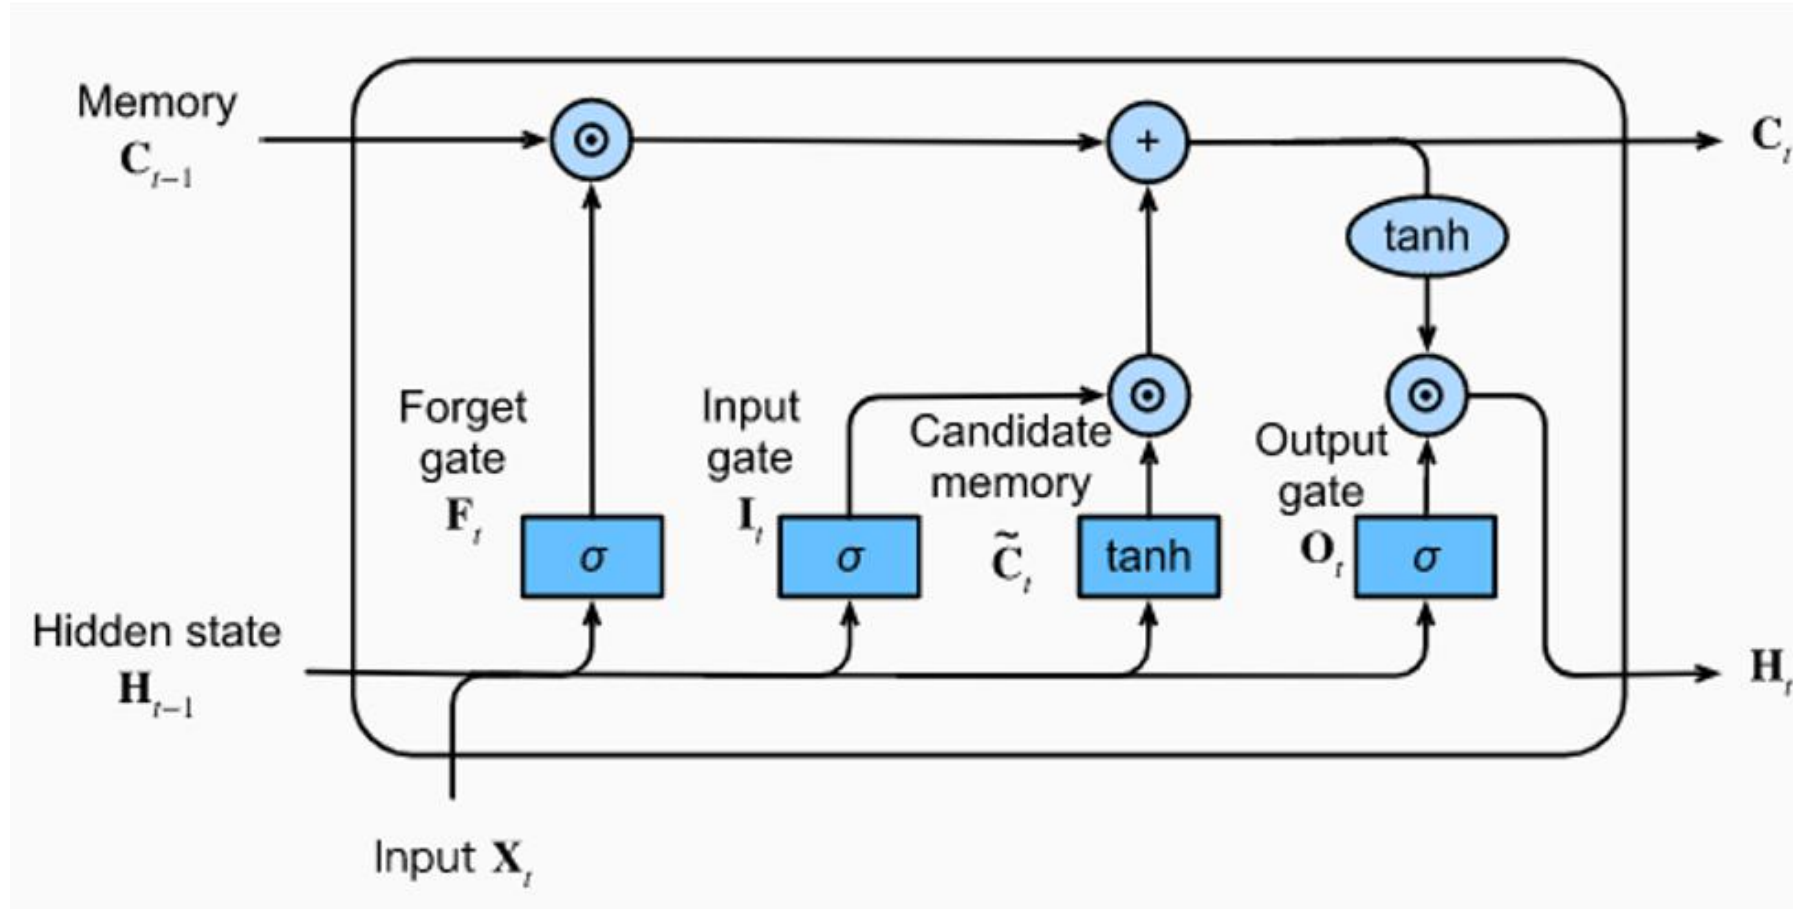 Memory
C_{t-1}
⊙
+
C_t
tanh
Forget
gate
F_t
Input
gate
I_t
Candidate
memory
C̃_t
⊙
Output
gate
O_t
⊙
σ
σ
tanh
σ
Hidden state
H_{t-1}
H_t
Input X_t